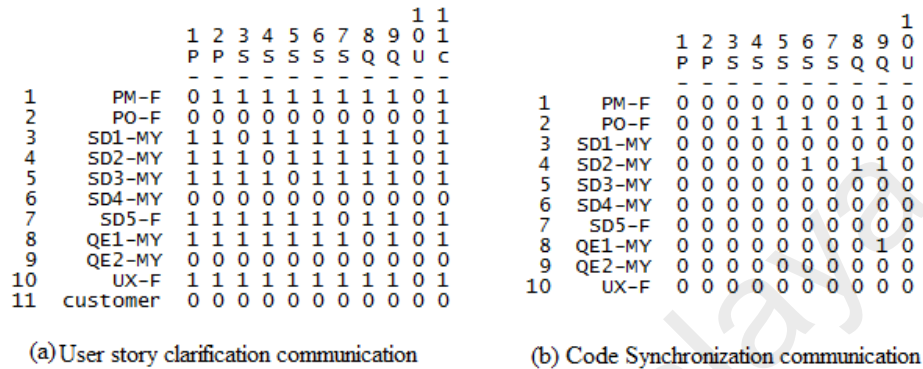 1 1
1 2 3 4 5 6 7 8 9 0 1
P P S S S S S Q Q U C
- - - - - - - - - - -
1 PM-F 0 1 1 1 1 1 1 1 1 0 1
2 PO-F 0 0 0 0 0 0 0 0 0 0 1
3 SD1-MY 1 1 0 1 1 1 1 1 1 0 1
4 SD2-MY 1 1 1 0 1 1 1 1 1 0 1
5 SD3-MY 1 1 1 1 0 1 1 1 1 0 1
6 SD4-MY 0 0 0 0 0 0 0 0 0 0 0
7 SD5-F 1 1 1 1 1 1 0 1 1 0 1
8 QE1-MY 1 1 1 1 1 1 1 0 1 0 1
9 QE2-MY 0 0 0 0 0 0 0 0 0 0 0
10 UX-F 1 1 1 1 1 1 1 1 1 0 1
11 customer 0 0 0 0 0 0 0 0 0 0 0
(a) User story clarification communication
1
1 2 3 4 5 6 7 8 9 0
P P S S S S S Q Q U
- - - - - - - - - -
1 PM-F 0 0 0 0 0 0 0 0 1 0
2 PO-F 0 0 0 1 1 1 0 1 1 0
3 SD1-MY 0 0 0 0 0 0 0 0 0 0
4 SD2-MY 0 0 0 0 0 1 0 1 1 0
5 SD3-MY 0 0 0 0 0 0 0 0 0 0
6 SD4-MY 0 0 0 0 0 0 0 0 0 0
7 SD5-F 0 0 0 0 0 0 0 0 0 0
8 QE1-MY 0 0 0 0 0 0 0 0 1 0
9 QE2-MY 0 0 0 0 0 0 0 0 0 0
10 UX-F 0 0 0 0 0 0 0 0 0 0
(b) Code Synchronization communication
laya